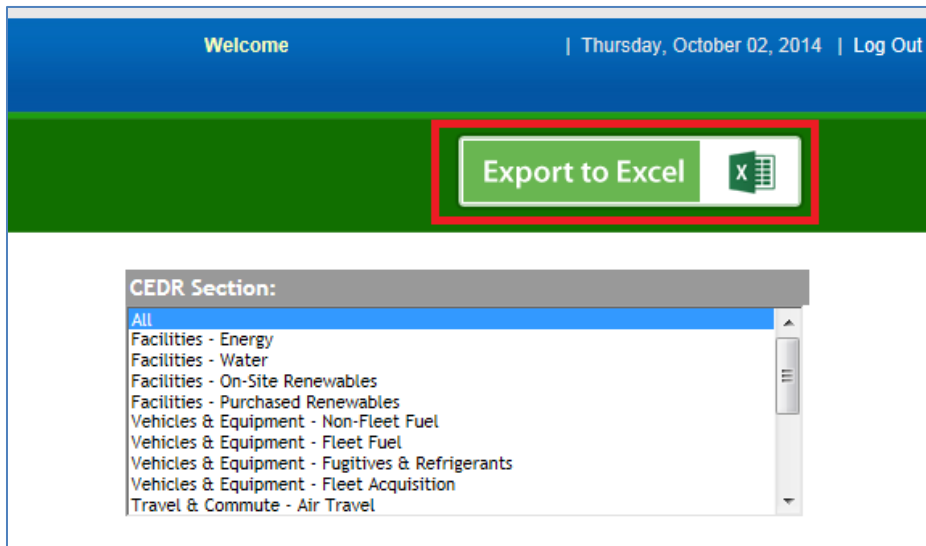 Welcome | Thursday, October 02, 2014 | Log Out
Export to Excel X
CEDR Section:
All
Facilities - Energy
Facilities - Water
Facilities - On-Site Renewables
Facilities - Purchased Renewables
Vehicles & Equipment - Non-Fleet Fuel
Vehicles & Equipment - Fleet Fuel
Vehicles & Equipment - Fugitives & Refrigerants
Vehicles & Equipment - Fleet Acquisition
Travel & Commute - Air Travel